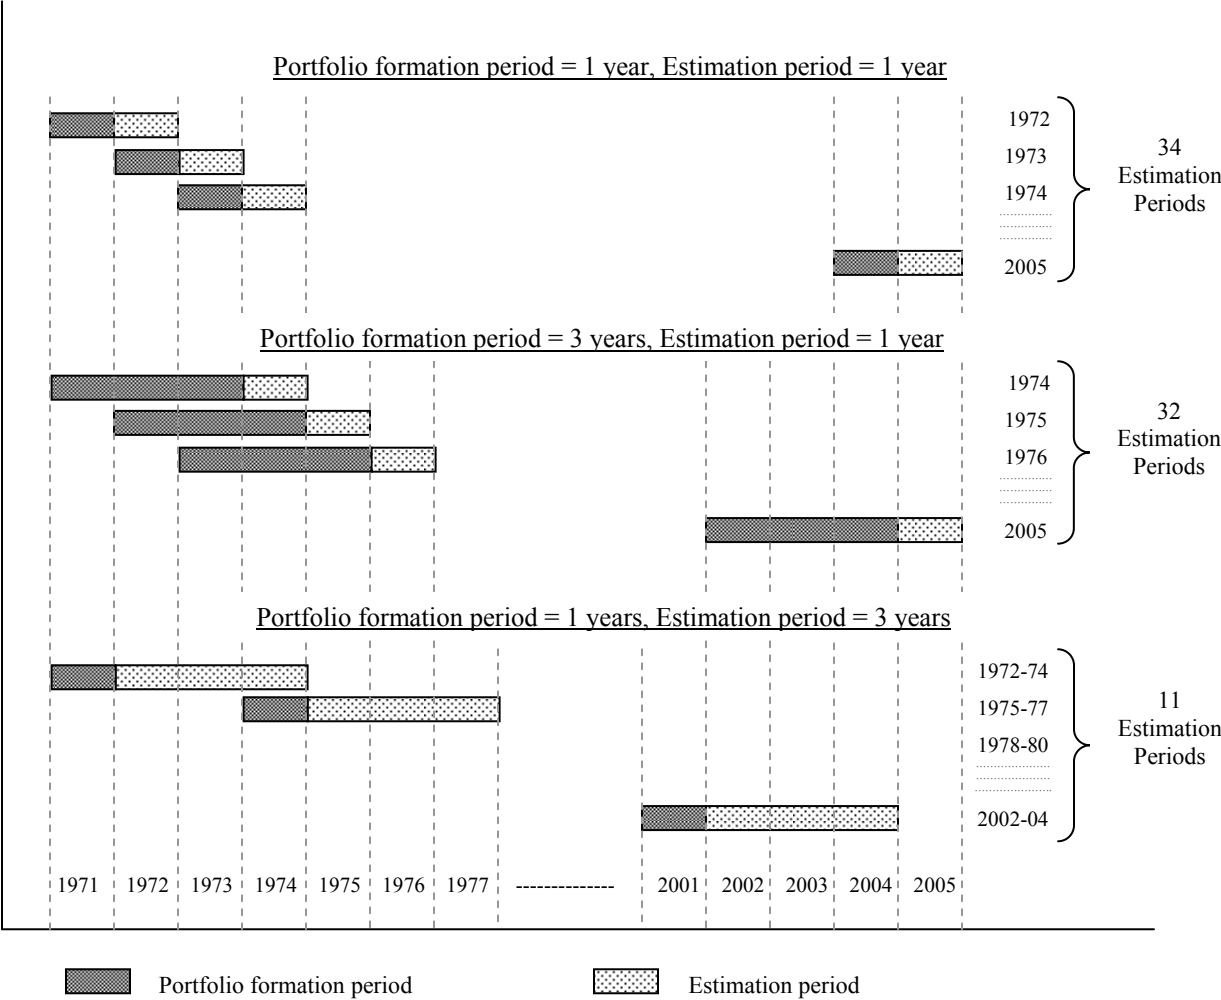 Portfolio formation period = 1 year, Estimation period = 1 year
1972
1973
1974
2005
34
Estimation
Periods
Portfolio formation period = 3 years, Estimation period = 1 year
1974
1975
1976
2005
32
Estimation
Periods
Portfolio formation period = 1 years, Estimation period = 3 years
1972-74
1975-77
1978-80
2002-04
11
Estimation
Periods
1971 1972 1973 1974 1975 1976 1977 -------------- 2001 2002 2003 2004 2005
Portfolio formation period
Estimation period